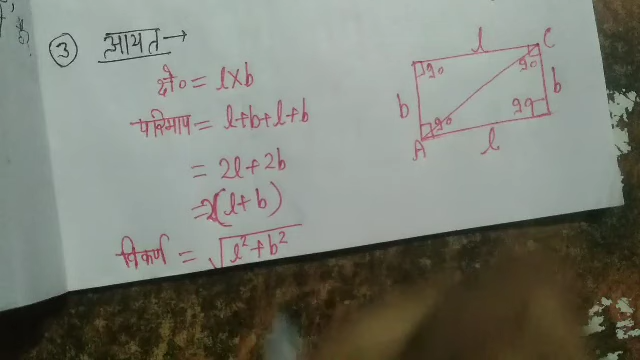 ③ आयत →
क्षे० = l×b
परिमाप = l+b+l+b
= 2l+2b
= 2(l+b)
विकर्ण = √l²+b²
l
C
90
90
b
b
90
90
A
l